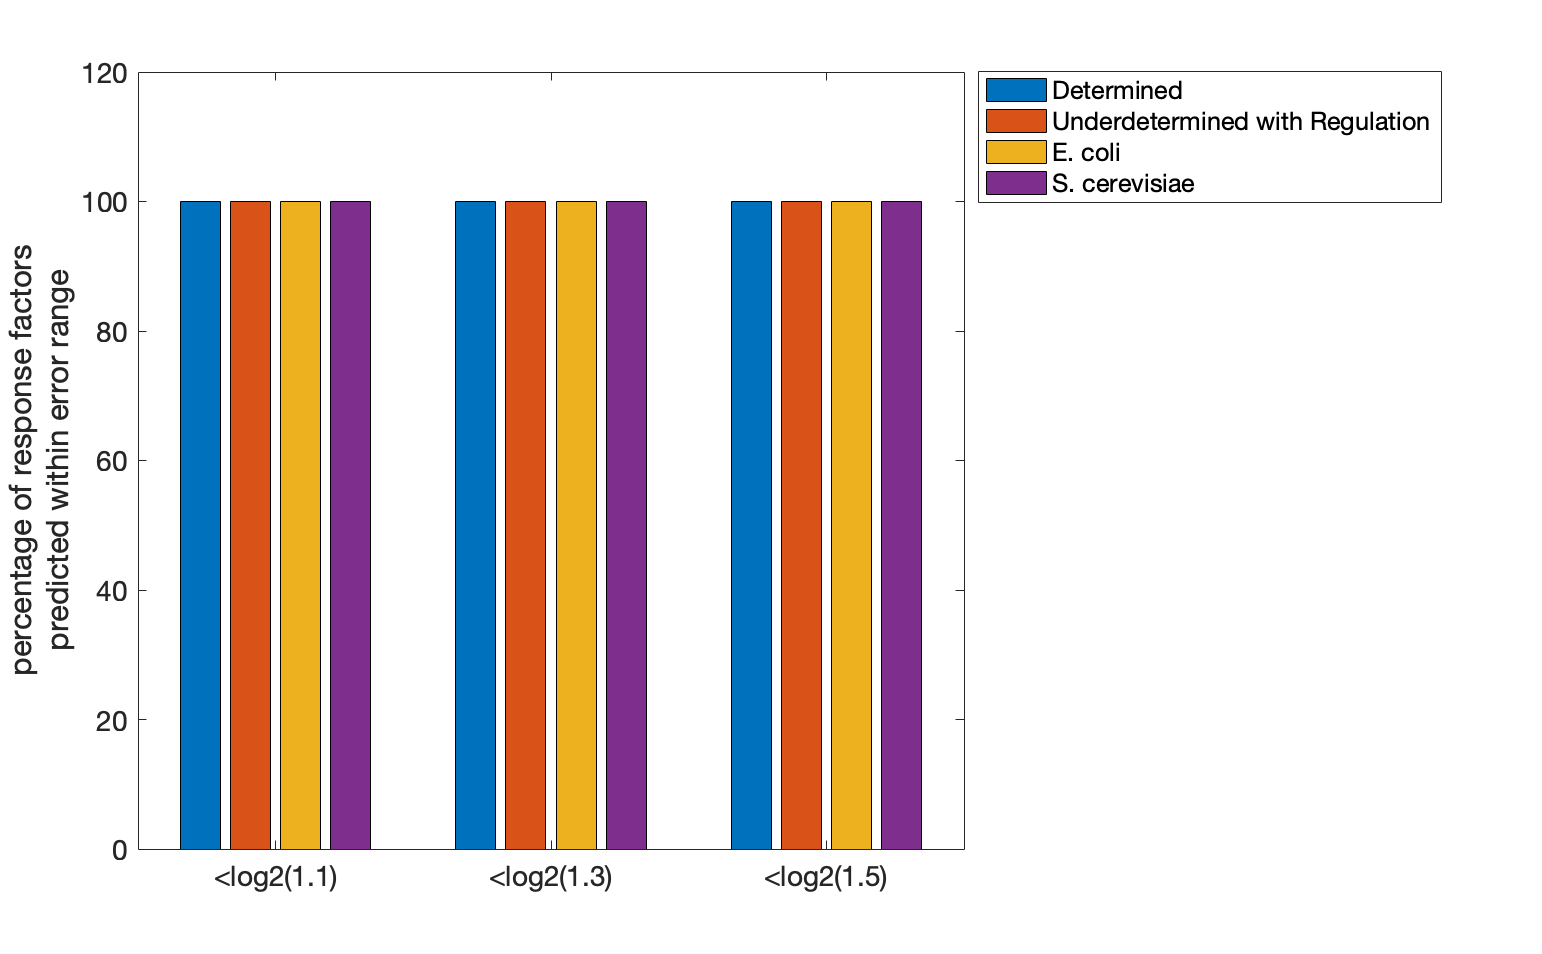 120
100
80
60
40
20
0
percentage of response factors
predicted within error range
<log2(1.1)
<log2(1.3)
<log2(1.5)
Determined
Underdetermined with Regulation
E. coli
S. cerevisiae